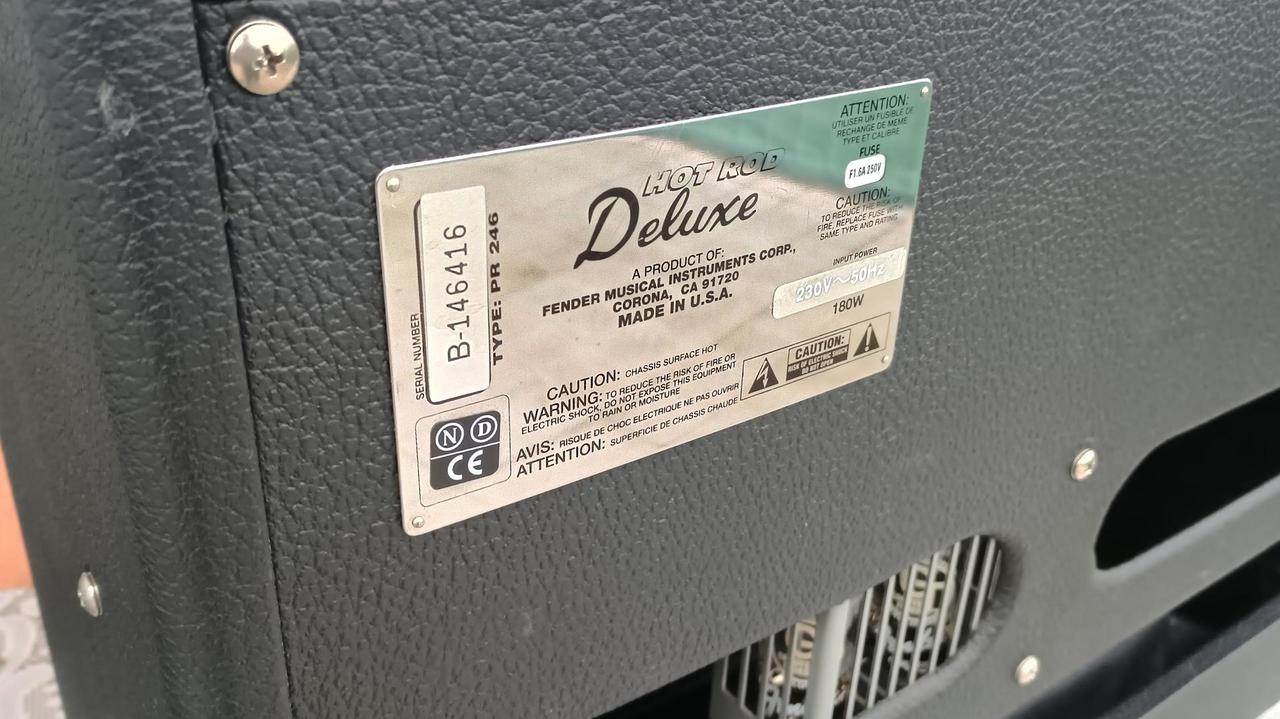 SERIAL NUMBER
B-146416
TYPE: PR 246
HOT ROD
Deluxe
A PRODUCT OF:
FENDER MUSICAL INSTRUMENTS CORP.,
CORONA, CA 91720
MADE IN U.S.A.
ATTENTION:
UTILISER UN FUSIBLE DE
RECHANGE DE MEME
TYPE ET CALIBRE
FUSE
F1.6A 250V
CAUTION:
TO REDUCE THE RISK OF
FIRE, REPLACE FUSE WITH
SAME TYPE AND RATING
INPUT POWER
230V~50Hz
180W
CAUTION: CHASSIS SURFACE HOT
WARNING: TO REDUCE THE RISK OF FIRE OR
ELECTRIC SHOCK, DO NOT EXPOSE THIS EQUIPMENT
TO RAIN OR MOISTURE
AVIS: RISQUE DE CHOC ELECTRIQUE NE PAS OUVRIR
ATTENTION: SUPERFICIE DE CHASSIS CHAUDE
CAUTION:
RISK OF ELECTRIC SHOCK
DO NOT OPEN
N D
CE